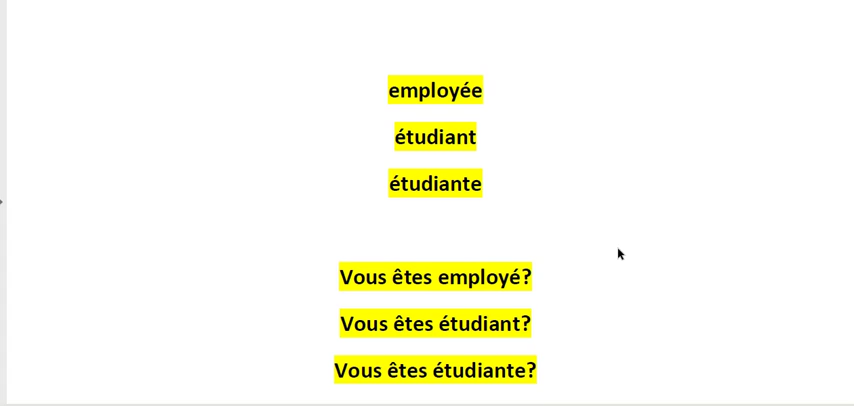 employée
étudiant
étudiante
Vous êtes employé?
Vous êtes étudiant?
Vous êtes étudiante?